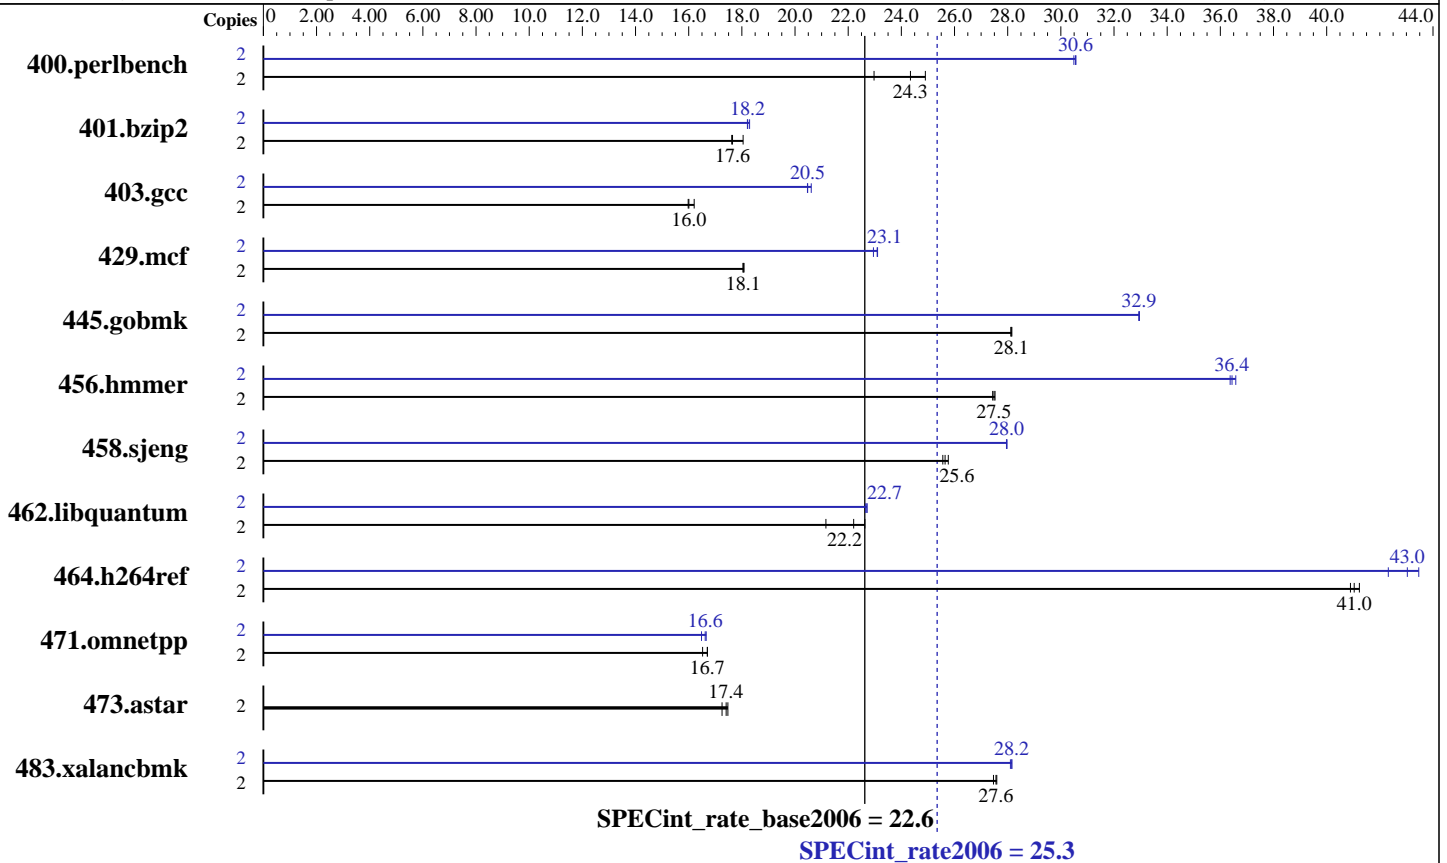 Copies 0 2.00 4.00 6.00 8.00 10.0 12.0 14.0 16.0 18.0 20.0 22.0 24.0 26.0 28.0 30.0 32.0 34.0 36.0 38.0 40.0 44.0
400.perlbench 2 30.6
2 24.3
401.bzip2 2 18.2
2 17.6
403.gcc 2 20.5
2 16.0
429.mcf 2 23.1
2 18.1
445.gobmk 2 32.9
2 28.1
456.hmmer 2 36.4
2 27.5
458.sjeng 2 28.0
2 25.6
462.libquantum 2 22.7
2 22.2
464.h264ref 2 43.0
2 41.0
471.omnetpp 2 16.6
2 16.7
473.astar 2 17.4
483.xalancbmk 2 28.2
2 27.6
SPECint_rate_base2006 = 22.6
SPECint_rate2006 = 25.3